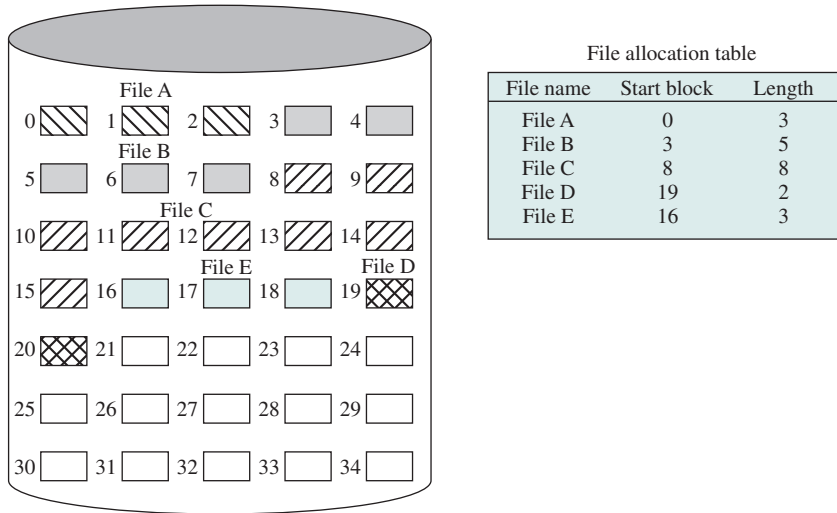 File A
0 1 2 3 4
File B
5 6 7 8 9
File C
10 11 12 13 14
File E File D
15 16 17 18 19
20 21 22 23 24
25 26 27 28 29
30 31 32 33 34
File allocation table
File name Start block Length
File A 0 3
File B 3 5
File C 8 8
File D 19 2
File E 16 3